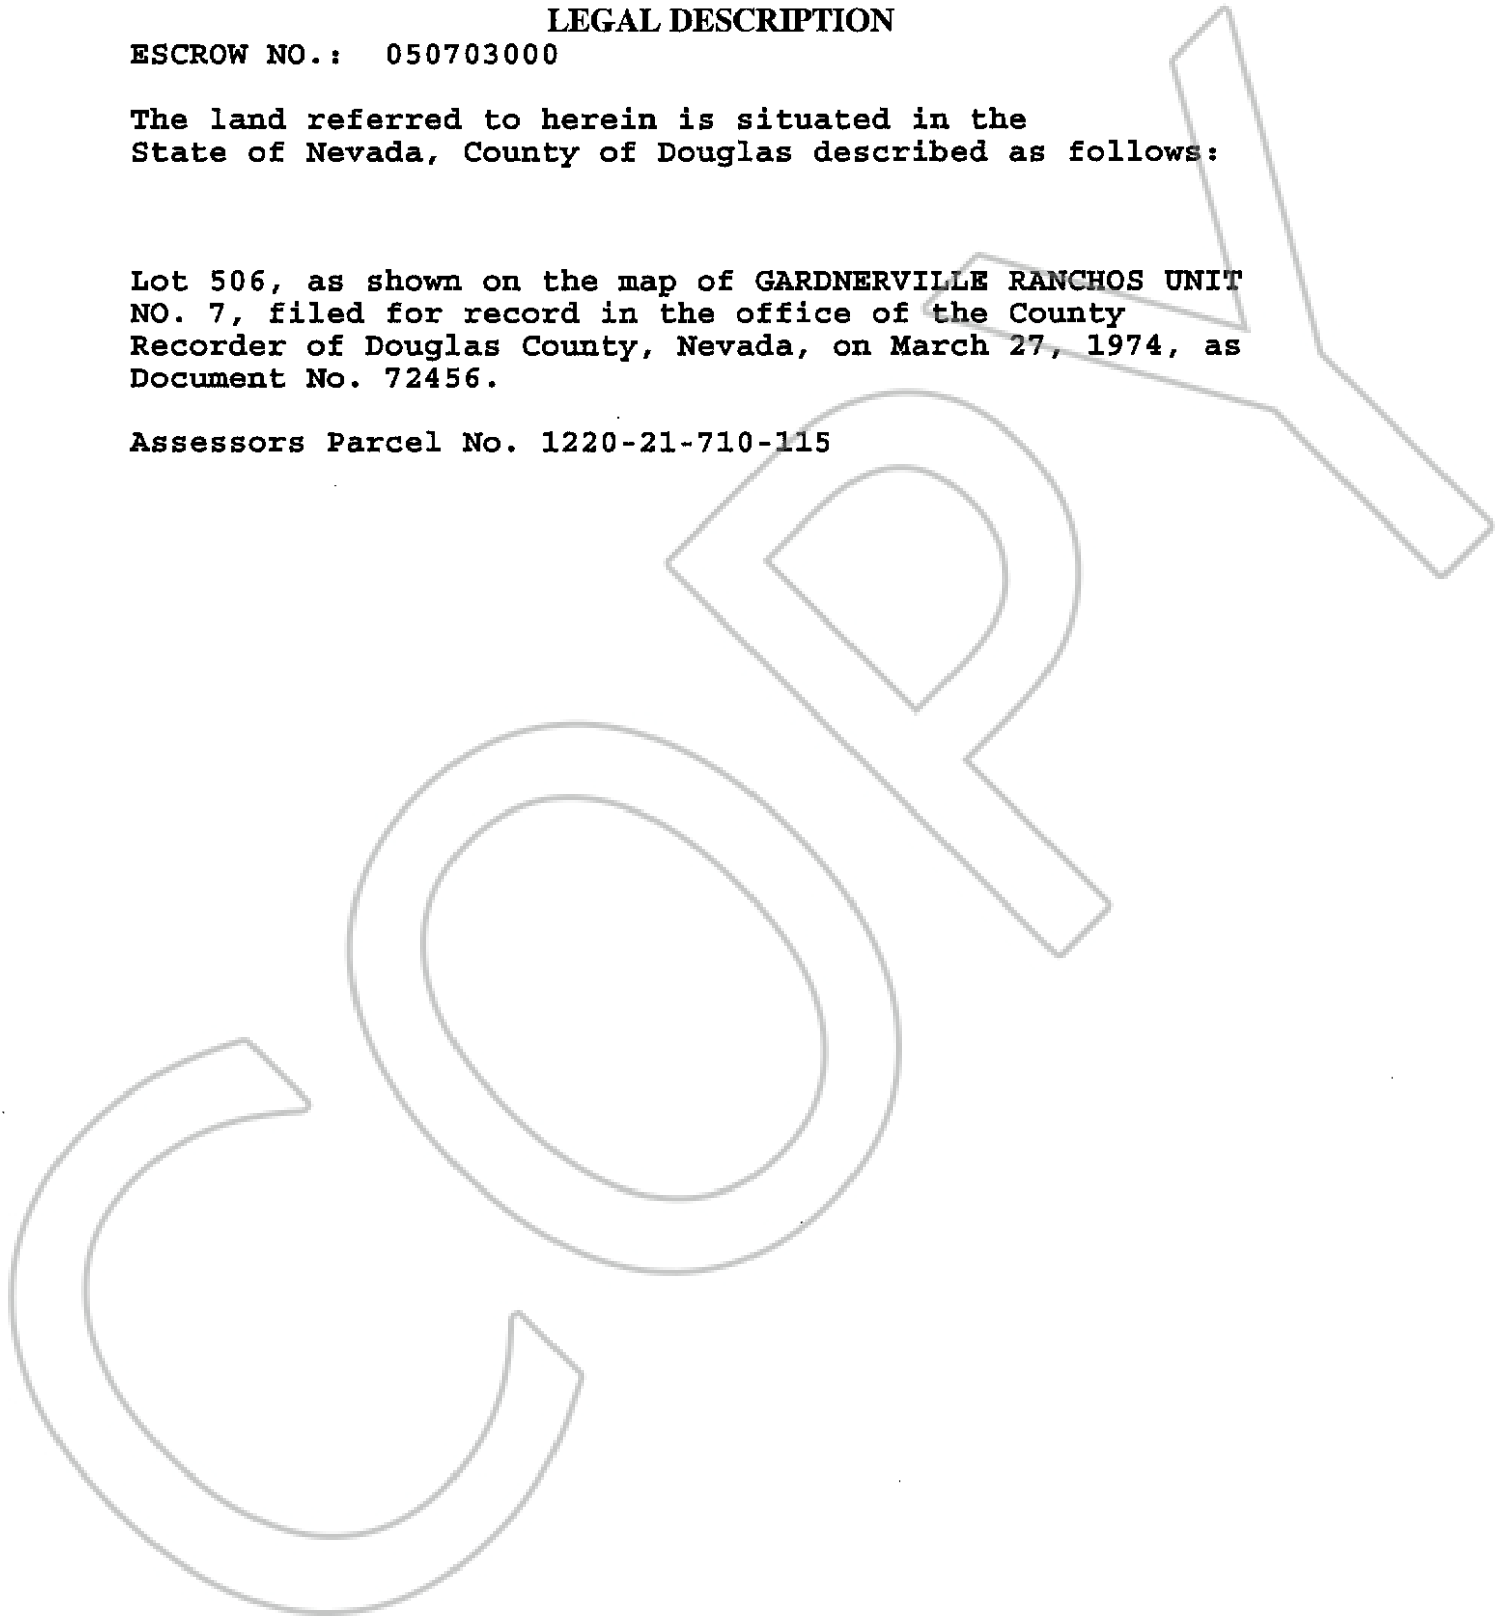 LEGAL DESCRIPTION
ESCROW NO.: 050703000
The land referred to herein is situated in the
State of Nevada, County of Douglas described as follows:
Lot 506, as shown on the map of GARDNERVILLE RANCHOS UNIT
NO. 7, filed for record in the office of the County
Recorder of Douglas County, Nevada, on March 27, 1974, as
Document No. 72456.
Assessors Parcel No. 1220-21-710-115
COPY